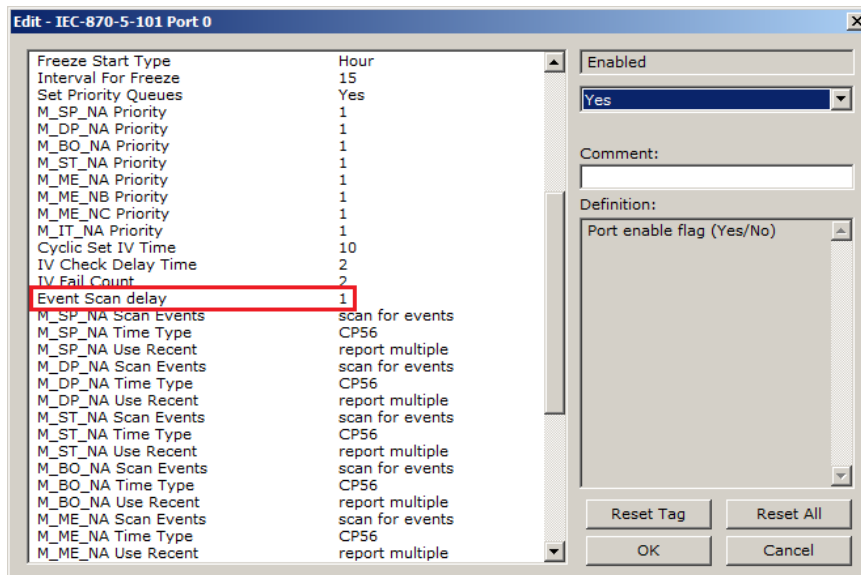 Edit - IEC-870-5-101 Port 0
Freeze Start Type Hour
Interval For Freeze 15
Set Priority Queues Yes
M_SP_NA Priority 1
M_DP_NA Priority 1
M_BO_NA Priority 1
M_ST_NA Priority 1
M_ME_NA Priority 1
M_ME_NB Priority 1
M_ME_NC Priority 1
M_IT_NA Priority 1
Cyclic Set IV Time 10
IV Check Delay Time 2
IV Fail Count 2
Event Scan delay 1
M_SP_NA Scan Events scan for events
M_SP_NA Time Type CP56
M_SP_NA Use Recent report multiple
M_DP_NA Scan Events scan for events
M_DP_NA Time Type CP56
M_DP_NA Use Recent report multiple
M_ST_NA Scan Events scan for events
M_ST_NA Time Type CP56
M_ST_NA Use Recent report multiple
M_BO_NA Scan Events scan for events
M_BO_NA Time Type CP56
M_BO_NA Use Recent report multiple
M_ME_NA Scan Events scan for events
M_ME_NA Time Type CP56
M_ME_NA Use Recent report multiple
Enabled
Yes
Comment:
Definition:
Port enable flag (Yes/No)
Reset Tag Reset All
OK Cancel